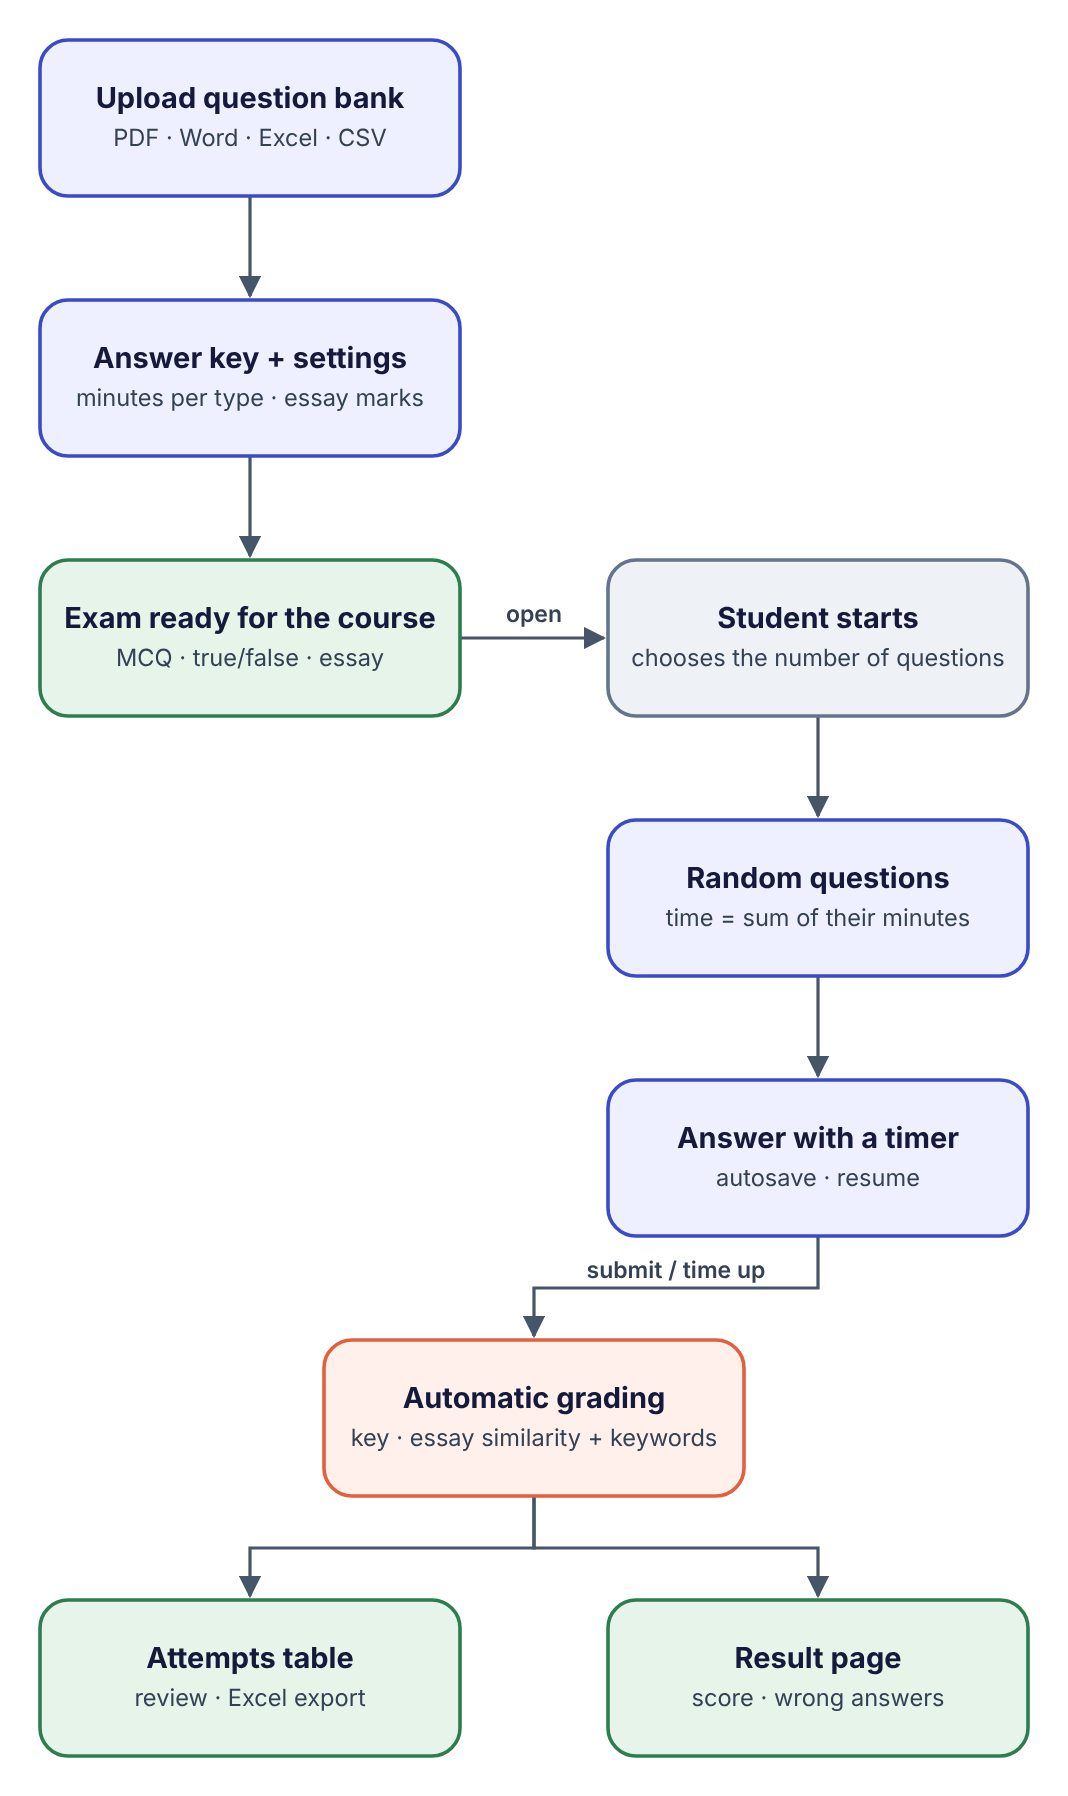 Upload question bank
PDF · Word · Excel · CSV
Answer key + settings
minutes per type · essay marks
Exam ready for the course
MCQ · true/false · essay
open
Student starts
chooses the number of questions
Random questions
time = sum of their minutes
Answer with a timer
autosave · resume
submit / time up
Automatic grading
key · essay similarity + keywords
Attempts table
review · Excel export
Result page
score · wrong answers